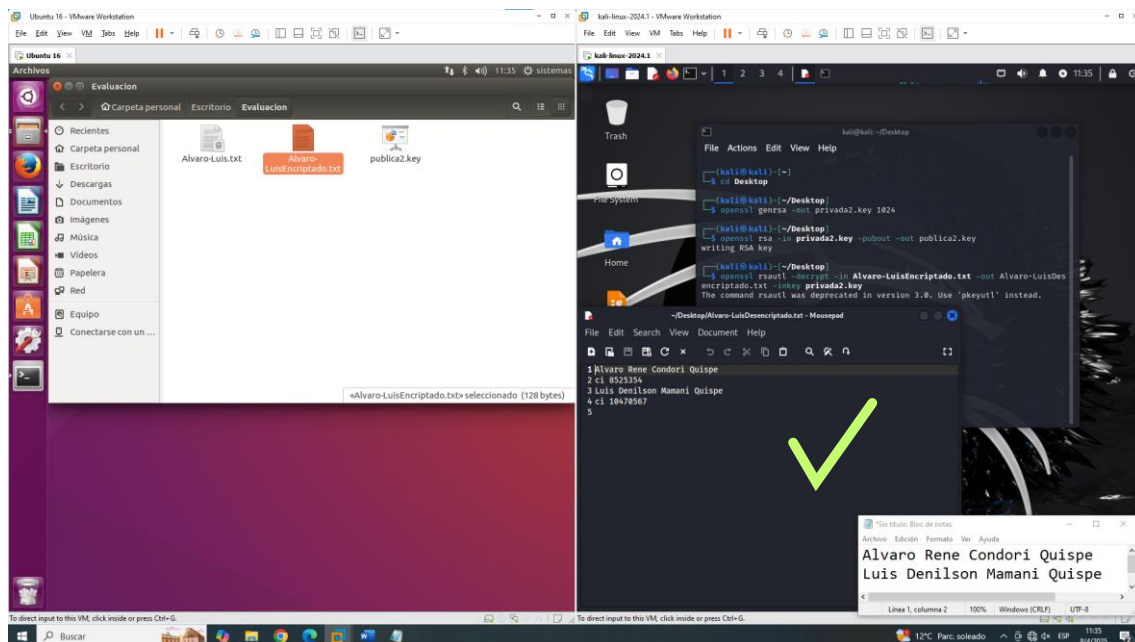 Ubuntu 16 - VMware Workstation
File Edit View VM Tabs Help
Ubuntu 16
Archivos
11:35 sistemas
Evaluacion
Carpeta personal Escritorio Evaluacion
Recientes
Carpeta personal
Escritorio
Descargas
Documentos
Imágenes
Música
Vídeos
Papelera
Red
Equipo
Conectarse con un ...
Alvaro-Luis.txt
Alvaro-
LuisEncriptado.txt
publica2.key
«Alvaro-LuisEncriptado.txt» seleccionado (128 bytes)
To direct input to this VM, click inside or press Ctrl+G.
kali-linux-2024.1 - VMware Workstation
File Edit View VM Tabs Help
kali-linux-2024.1
1 2 3 4
11:35
Trash
File System
Home
kali@kali: ~/Desktop
File Actions Edit View Help
(kali㉿kali)-[~]
$ cd Desktop
(kali㉿kali)-[~/Desktop]
$ openssl genrsa -out privada2.key 1024
(kali㉿kali)-[~/Desktop]
$ openssl rsa -in privada2.key -pubout -out publica2.key
writing RSA key
(kali㉿kali)-[~/Desktop]
$ openssl rsautl -decrypt -in Alvaro-LuisEncriptado.txt -out Alvaro-LuisDes
encriptado.txt -inkey privada2.key
The command rsautl was deprecated in version 3.0. Use 'pkeyutl' instead.
~/Desktop/Alvaro-LuisDesencriptado.txt - Mousepad
File Edit Search View Document Help
1 Alvaro Rene Condori Quispe
2 ci 8525354
3 Luis Denilson Mamani Quispe
4 ci 10470567
5
*Sin título: Bloc de notas
Archivo Edición Formato Ver Ayuda
Alvaro Rene Condori Quispe
Luis Denilson Mamani Quispe
Línea 1, columna 2 100% Windows (CRLF) UTF-8
To direct input to this VM, click inside or press Ctrl+G.
Buscar
12°C Parc. soleado
ESP
11:35
8/4/2025